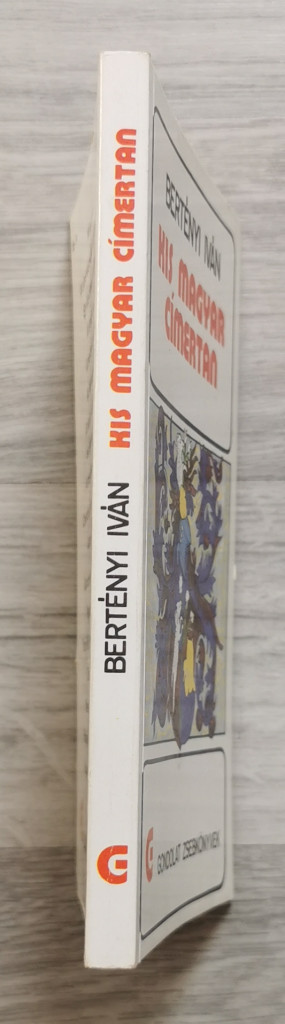 BERTÉNYI IVÁN KIS MAGYAR CÍMERTAN
G
BERTÉNYI IVÁN
KIS MAGYAR
CÍMERTAN
G GONDOLAT ZSEBKÖNYVEK